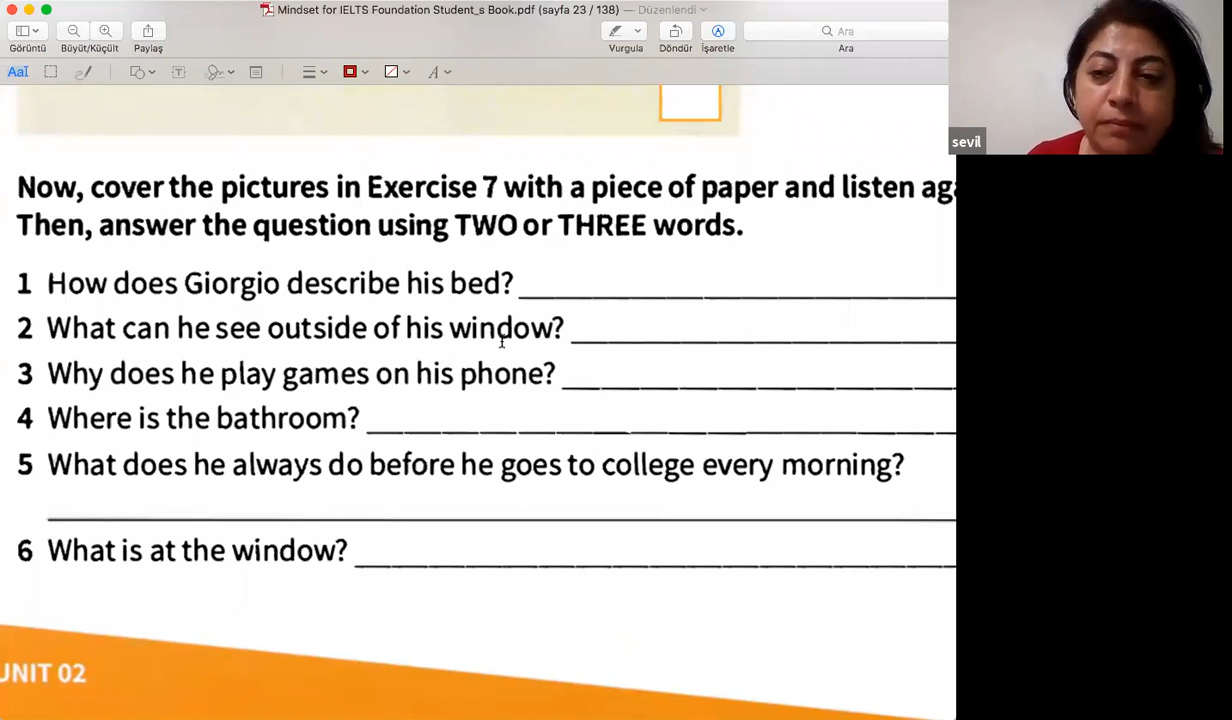 Mindset for IELTS Foundation Student_s Book.pdf (sayfa 23 / 138) — Düzenlendi
Görüntü Büyüt/Küçült Paylaş Vurgula Döndür İşaretle Ara Ara
AaI T A
sevil
Now, cover the pictures in Exercise 7 with a piece of paper and listen aga
Then, answer the question using TWO or THREE words.
1 How does Giorgio describe his bed?
2 What can he see outside of his window?
3 Why does he play games on his phone?
4 Where is the bathroom?
5 What does he always do before he goes to college every morning?
6 What is at the window?
UNIT 02